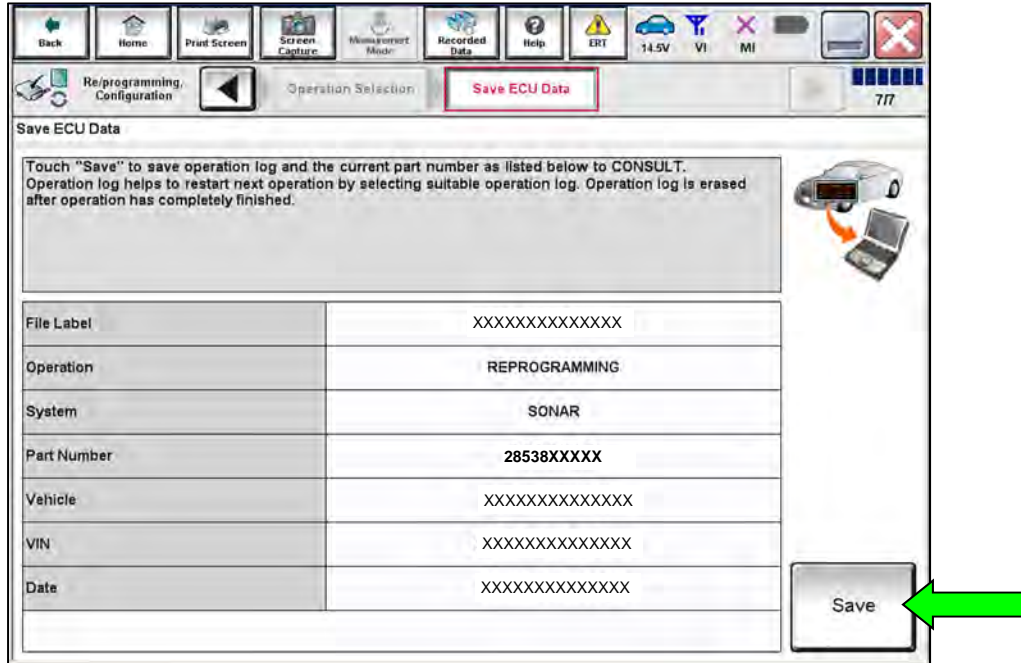 Back
Home
Print Screen
Screen Capture
Measurement Mode
Recorded Data
Help
ERT
14.5V
VI
MI
Re/programming, Configuration
Operation Selection
Save ECU Data
7/7
Save ECU Data
Touch "Save" to save operation log and the current part number as listed below to CONSULT.
Operation log helps to restart next operation by selecting suitable operation log. Operation log is erased
after operation has completely finished.
File Label XXXXXXXXXXXXXX
Operation REPROGRAMMING
System SONAR
Part Number 28538XXXXX
Vehicle XXXXXXXXXXXXXX
VIN XXXXXXXXXXXXXX
Date XXXXXXXXXXXXXX
Save